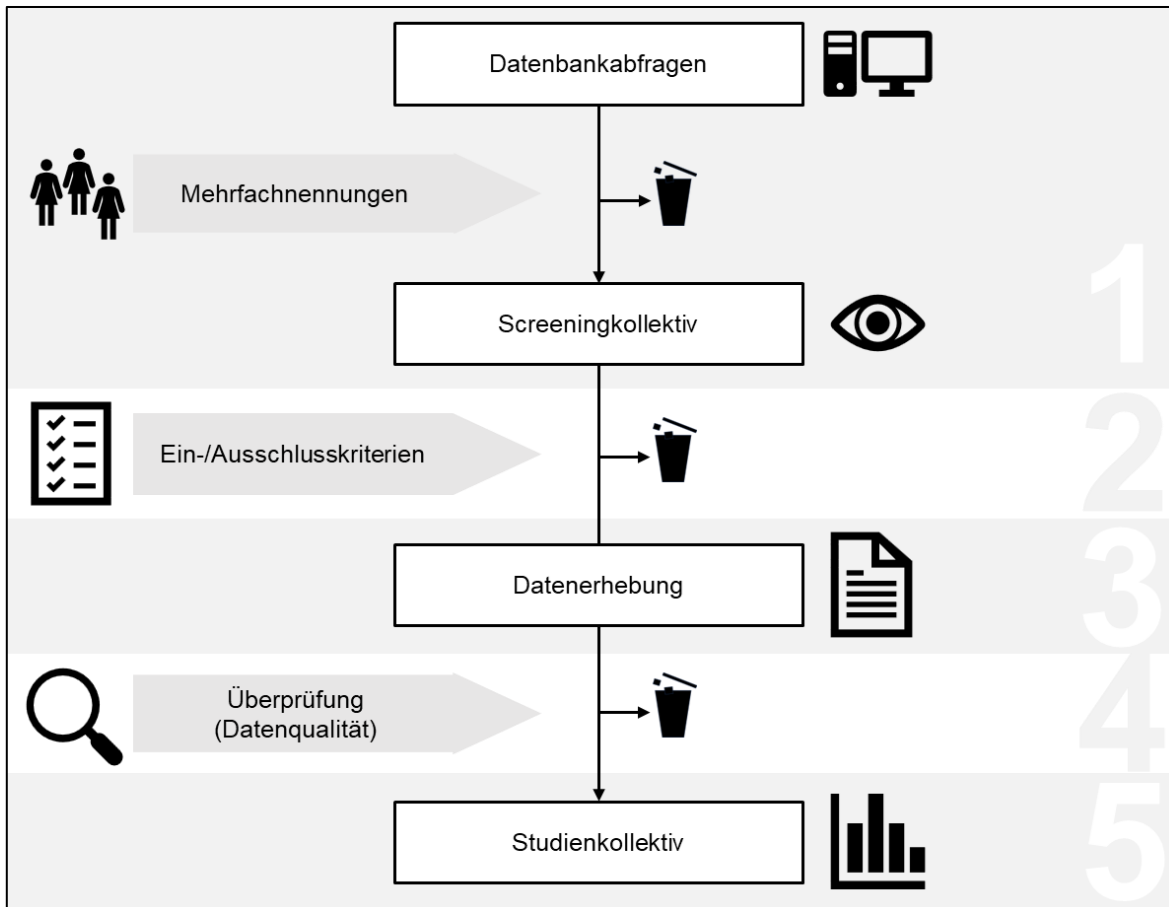 Datenbankabfragen
Mehrfachnennungen
1
Screeningkollektiv
2
Ein-/Ausschlusskriterien
3
Datenerhebung
4
Überprüfung
(Datenqualität)
5
Studienkollektiv